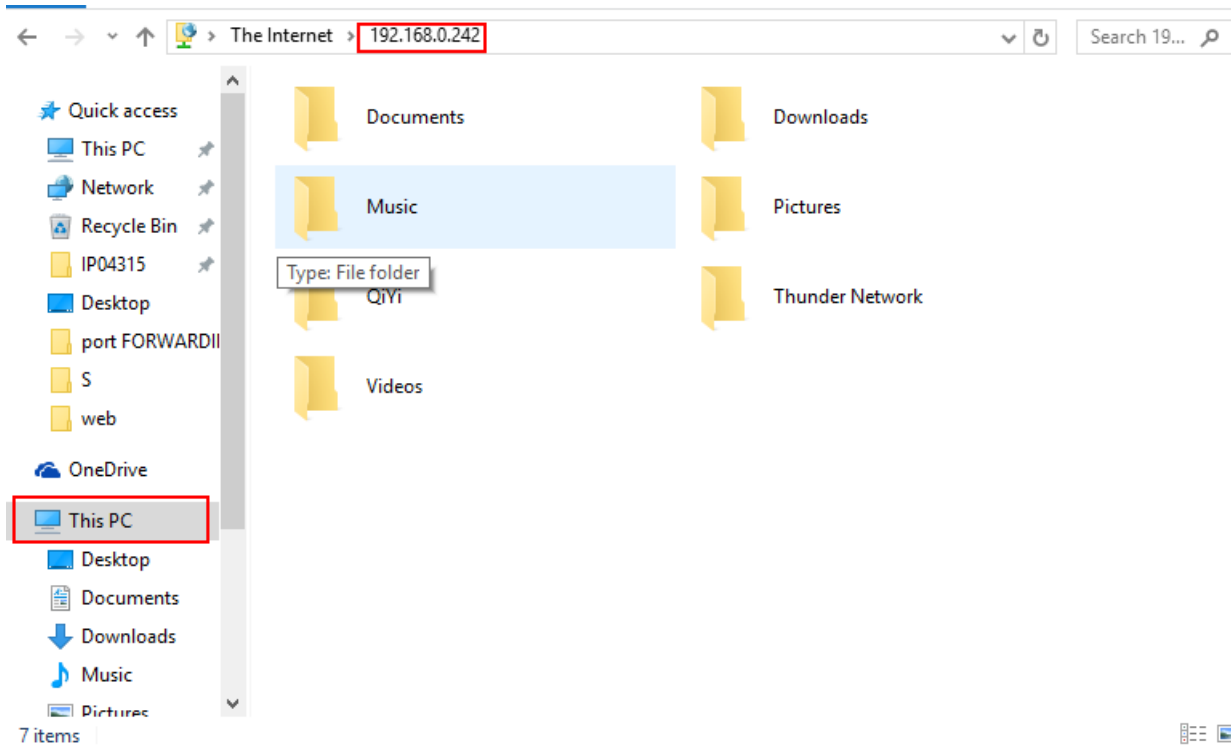 The Internet 192.168.0.242 Search 19...
Quick access
This PC
Network
Recycle Bin
IP04315
Desktop
port FORWARDII
S
web
OneDrive
This PC
Desktop
Documents
Downloads
Music
Pictures
Documents
Downloads
Music
Pictures
Type: File folder
QiYi
Thunder Network
Videos
7 items